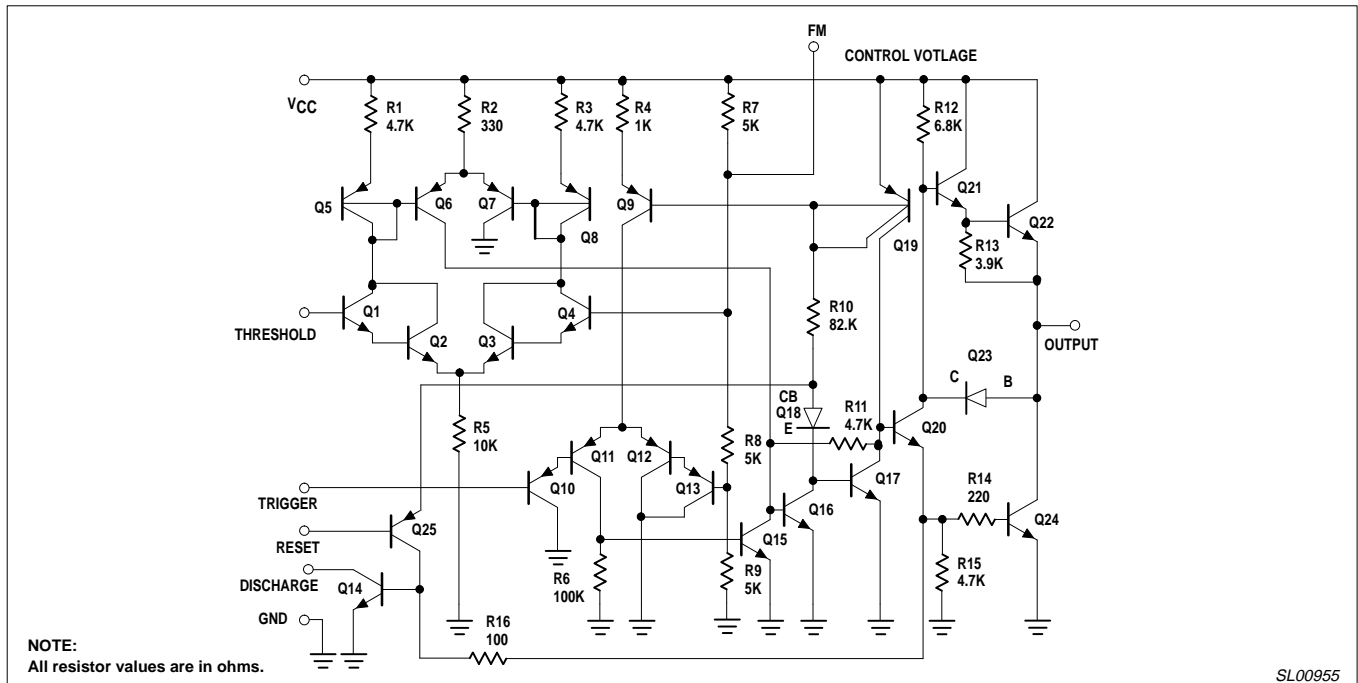 FM
CONTROL VOTLAGE
VCC
R1
4.7K
R2
330
R3
4.7K
R4
1K
R7
5K
R12
6.8K
Q5
Q6
Q7
Q8
Q9
Q19
Q21
Q22
R13
3.9K
Q1
Q2
Q3
Q4
THRESHOLD
R10
82.K
OUTPUT
Q23
C
B
CB
Q18
E
R11
4.7K
Q20
R5
10K
R8
5K
Q11
Q12
Q10
Q13
Q17
R14
220
TRIGGER
Q16
Q24
Q25
RESET
Q15
R15
4.7K
DISCHARGE
Q14
R6
100K
R9
5K
GND
R16
100
NOTE:
All resistor values are in ohms.
SL00955